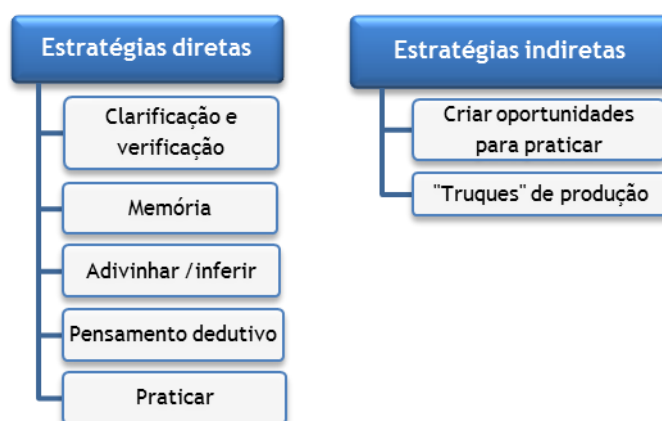 Estratégias diretas
Clarificação e
verificação
Memória
Adivinhar /inferir
Pensamento dedutivo
Praticar
Estratégias indiretas
Criar oportunidades
para praticar
"Truques" de produção